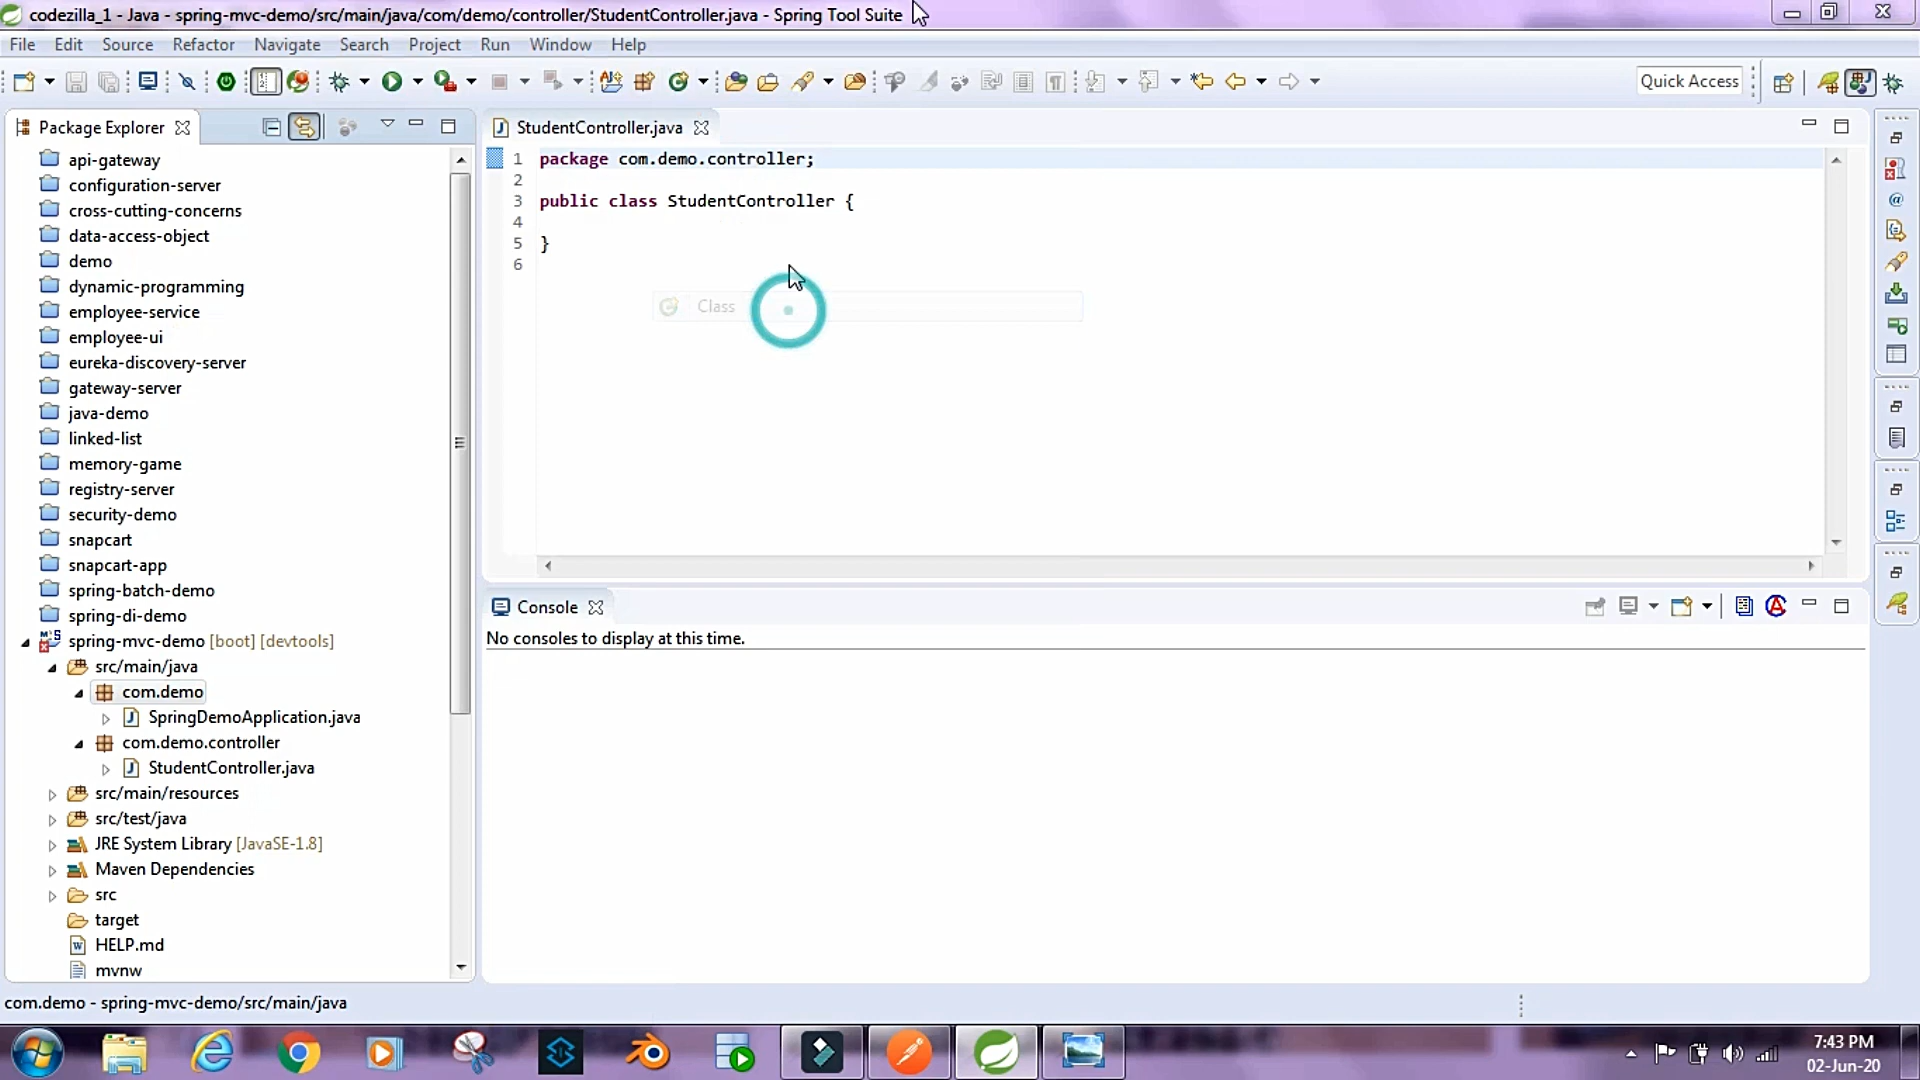 codezilla_1 - Java - spring-mvc-demo/src/main/java/com/demo/controller/StudentController.java - Spring Tool Suite
File Edit Source Refactor Navigate Search Project Run Window Help
Quick Access
Package Explorer
api-gateway
configuration-server
cross-cutting-concerns
data-access-object
demo
dynamic-programming
employee-service
employee-ui
eureka-discovery-server
gateway-server
java-demo
linked-list
memory-game
registry-server
security-demo
snapcart
snapcart-app
spring-batch-demo
spring-di-demo
spring-mvc-demo [boot] [devtools]
src/main/java
com.demo
SpringDemoApplication.java
com.demo.controller
StudentController.java
src/main/resources
src/test/java
JRE System Library [JavaSE-1.8]
Maven Dependencies
src
target
HELP.md
mvnw
StudentController.java
1 package com.demo.controller;
2
3 public class StudentController {
4
5 }
6
Class
Console
No consoles to display at this time.
com.demo - spring-mvc-demo/src/main/java
7:43 PM
02-Jun-20